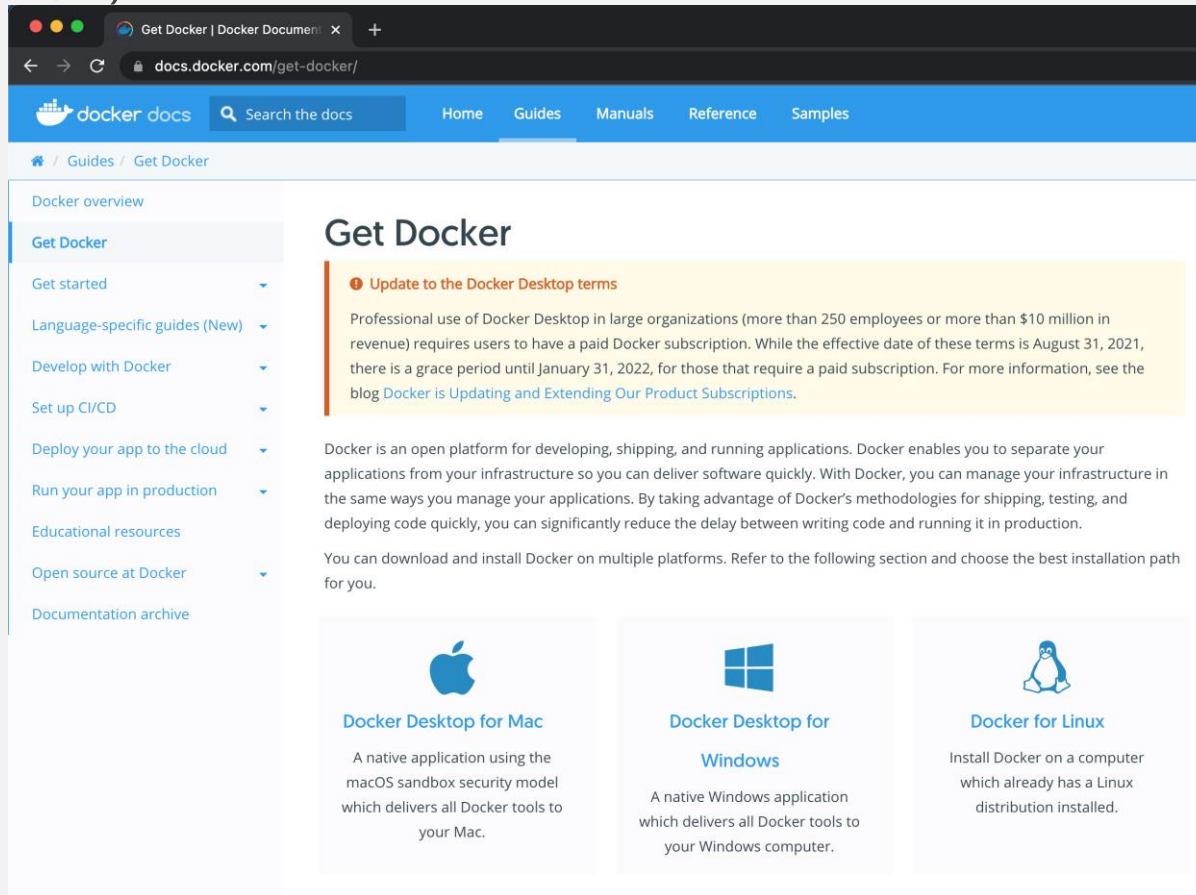 Get Docker | Docker Document
docs.docker.com/get-docker/
docker docs
Search the docs
Home Guides Manuals Reference Samples
/ Guides / Get Docker
Docker overview
Get Docker
Get started
Language-specific guides (New)
Develop with Docker
Set up CI/CD
Deploy your app to the cloud
Run your app in production
Educational resources
Open source at Docker
Documentation archive
Get Docker
Update to the Docker Desktop terms
Professional use of Docker Desktop in large organizations (more than 250 employees or more than $10 million in
revenue) requires users to have a paid Docker subscription. While the effective date of these terms is August 31, 2021,
there is a grace period until January 31, 2022, for those that require a paid subscription. For more information, see the
blog Docker is Updating and Extending Our Product Subscriptions.
Docker is an open platform for developing, shipping, and running applications. Docker enables you to separate your
applications from your infrastructure so you can deliver software quickly. With Docker, you can manage your infrastructure in
the same ways you manage your applications. By taking advantage of Docker’s methodologies for shipping, testing, and
deploying code quickly, you can significantly reduce the delay between writing code and running it in production.
You can download and install Docker on multiple platforms. Refer to the following section and choose the best installation path
for you.
Docker Desktop for Mac
A native application using the
macOS sandbox security model
which delivers all Docker tools to
your Mac.
Docker Desktop for
Windows
A native Windows application
which delivers all Docker tools to
your Windows computer.
Docker for Linux
Install Docker on a computer
which already has a Linux
distribution installed.